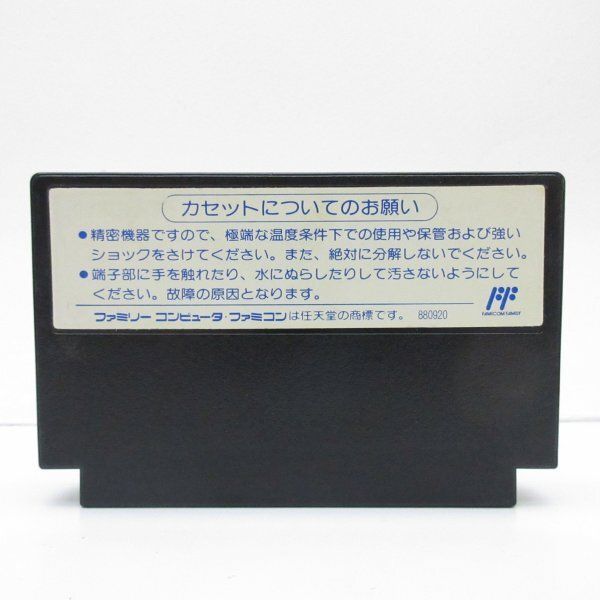 カセットについてのお願い
●精密機器ですので、極端な温度条件下での使用や保管および強い
ショックをさけてください。また、絶対に分解しないでください。
●端子部に手を触れたり、水にぬらしたりして汚さないようにして
ください。故障の原因となります。
ファミリーコンピュータ・ファミコンは任天堂の商標です。 880920
FF
FAMICOM FAMILY